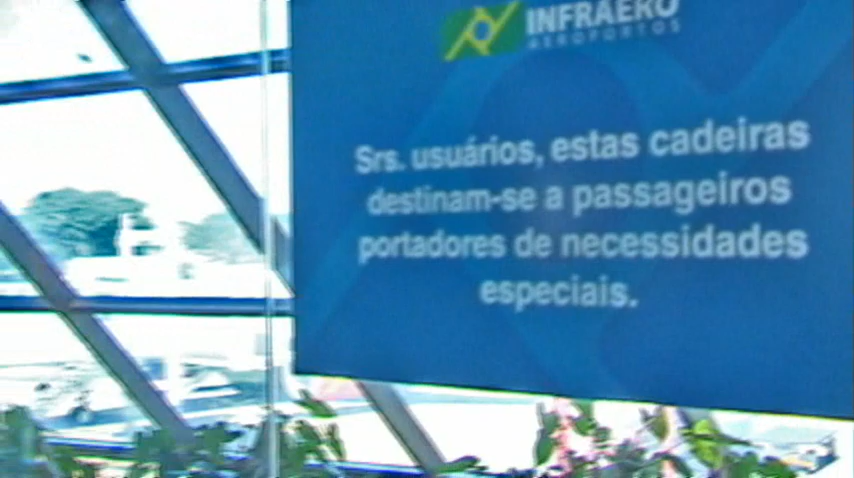 INFRAERO
AEROPORTOS
Srs. usuários, estas cadeiras
destinam-se a passageiros
portadores de necessidades
especiais.